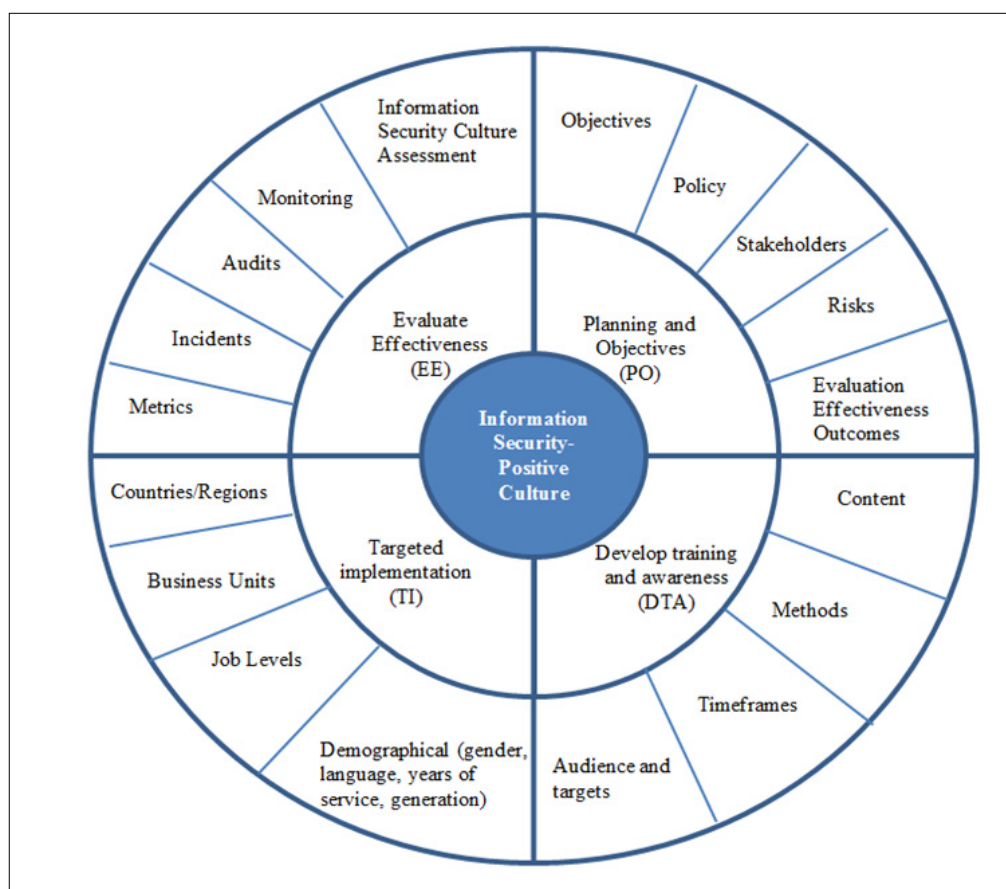 Information
Security Culture
Assessment
Objectives
Policy
Monitoring
Stakeholders
Audits
Risks
Evaluate
Effectiveness
(EE)
Planning and
Objectives
(PO)
Incidents
Evaluation
Effectiveness
Outcomes
Metrics
Information
Security-
Positive
Culture
Countries/Regions
Content
Targeted
implementation
(TI)
Develop training
and awareness
(DTA)
Business Units
Methods
Job Levels
Timeframes
Demographical (gender,
language, years of
service, generation)
Audience and
targets